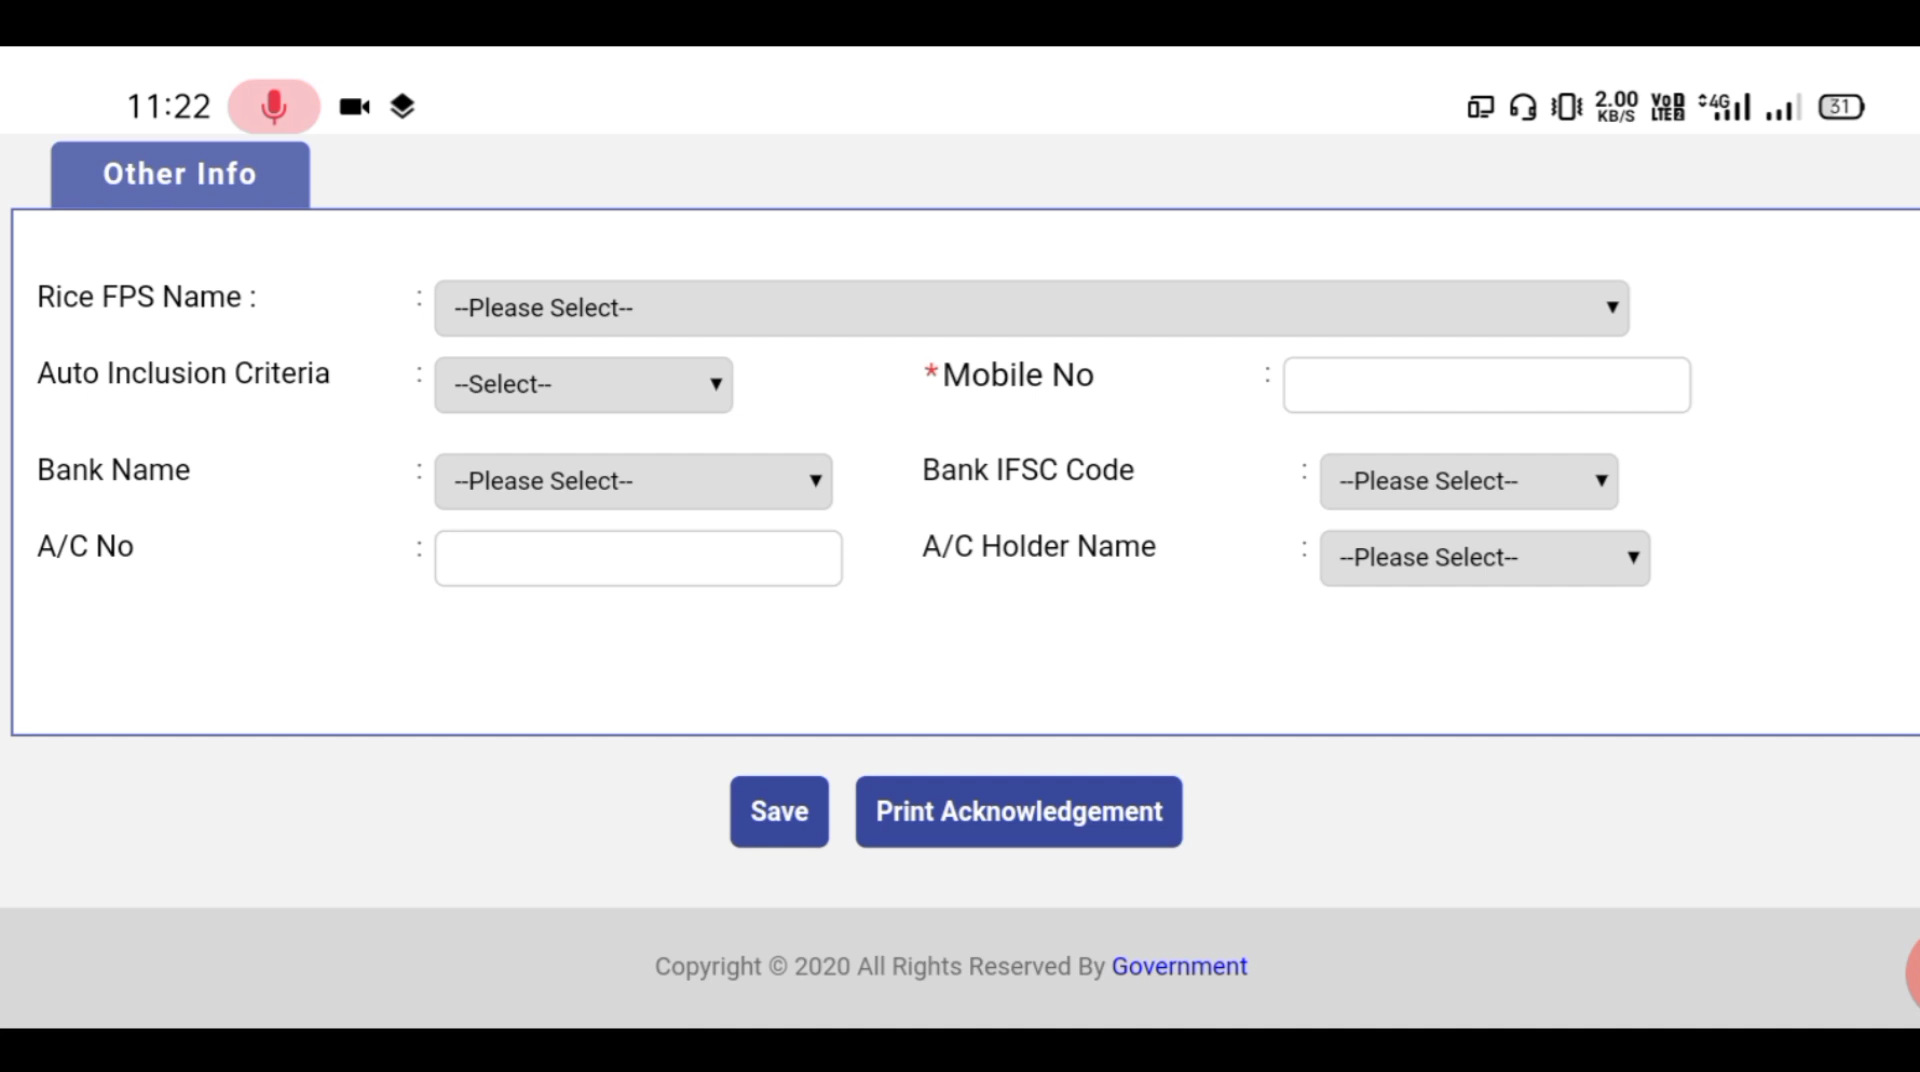 11:22 2.00 KB/S VoD LTE2 4G 31
Other Info
Rice FPS Name : : --Please Select--
Auto Inclusion Criteria : --Select-- *Mobile No :
Bank Name : --Please Select-- Bank IFSC Code : --Please Select--
A/C No : A/C Holder Name : --Please Select--
Save Print Acknowledgement
Copyright © 2020 All Rights Reserved By Government